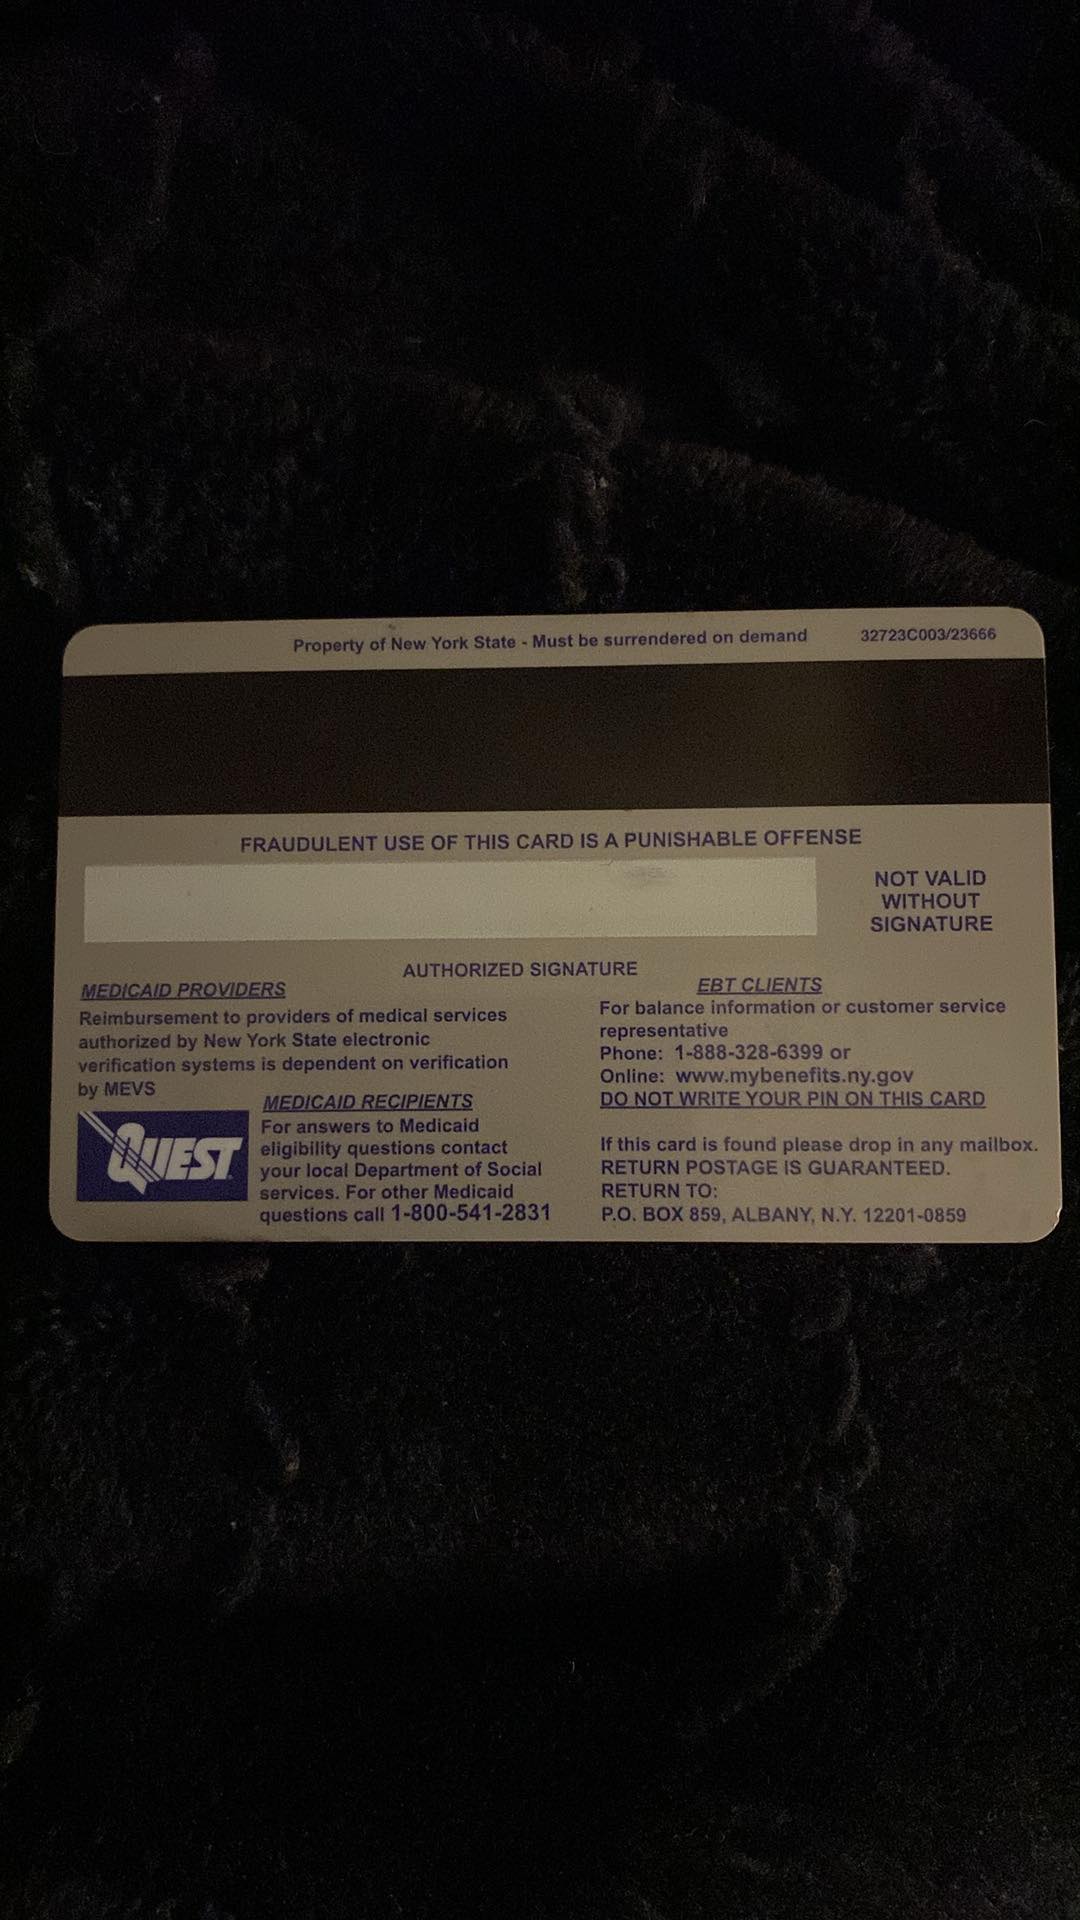 Property of New York State - Must be surrendered on demand 32723C003/23666
FRAUDULENT USE OF THIS CARD IS A PUNISHABLE OFFENSE
NOT VALID
WITHOUT
SIGNATURE
AUTHORIZED SIGNATURE
MEDICAID PROVIDERS
Reimbursement to providers of medical services
authorized by New York State electronic
verification systems is dependent on verification
by MEVS
QUEST
MEDICAID RECIPIENTS
For answers to Medicaid
eligibility questions contact
your local Department of Social
services. For other Medicaid
questions call 1-800-541-2831
EBT CLIENTS
For balance information or customer service
representative
Phone: 1-888-328-6399 or
Online: www.mybenefits.ny.gov
DO NOT WRITE YOUR PIN ON THIS CARD
If this card is found please drop in any mailbox.
RETURN POSTAGE IS GUARANTEED.
RETURN TO:
P.O. BOX 859, ALBANY, N.Y. 12201-0859